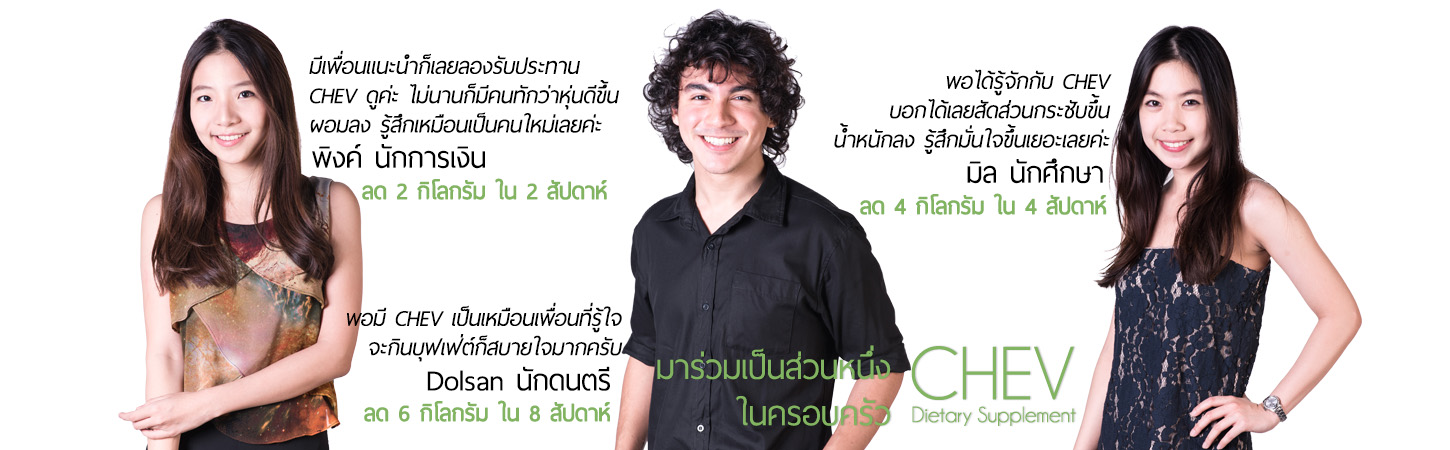 มีเพื่อนแนะนำก็เลยลองรับประทาน
CHEV ดูค่ะ ไม่นานก็มีคนทักว่าหุ่นดีขึ้น
ผอมลง รู้สึกเหมือนเป็นคนใหม่เลยค่ะ
พิงค์ นักการเงิน
ลด 2 กิโลกรัม ใน 2 สัปดาห์
พอมี CHEV เป็นเหมือนเพื่อนที่รู้ใจ
จะกินบุฟเฟ่ต์ก็สบายใจมากครับ
Dolsan นักดนตรี
ลด 6 กิโลกรัม ใน 8 สัปดาห์
พอได้รู้จักกับ CHEV
บอกได้เลยสัดส่วนกระชับขึ้น
น้ำหนักลง รู้สึกมั่นใจขึ้นเยอะเลยค่ะ
มิล นักศึกษา
ลด 4 กิโลกรัม ใน 4 สัปดาห์
มาร่วมเป็นส่วนหนึ่ง
ในครอบครัว
CHEV
Dietary Supplement